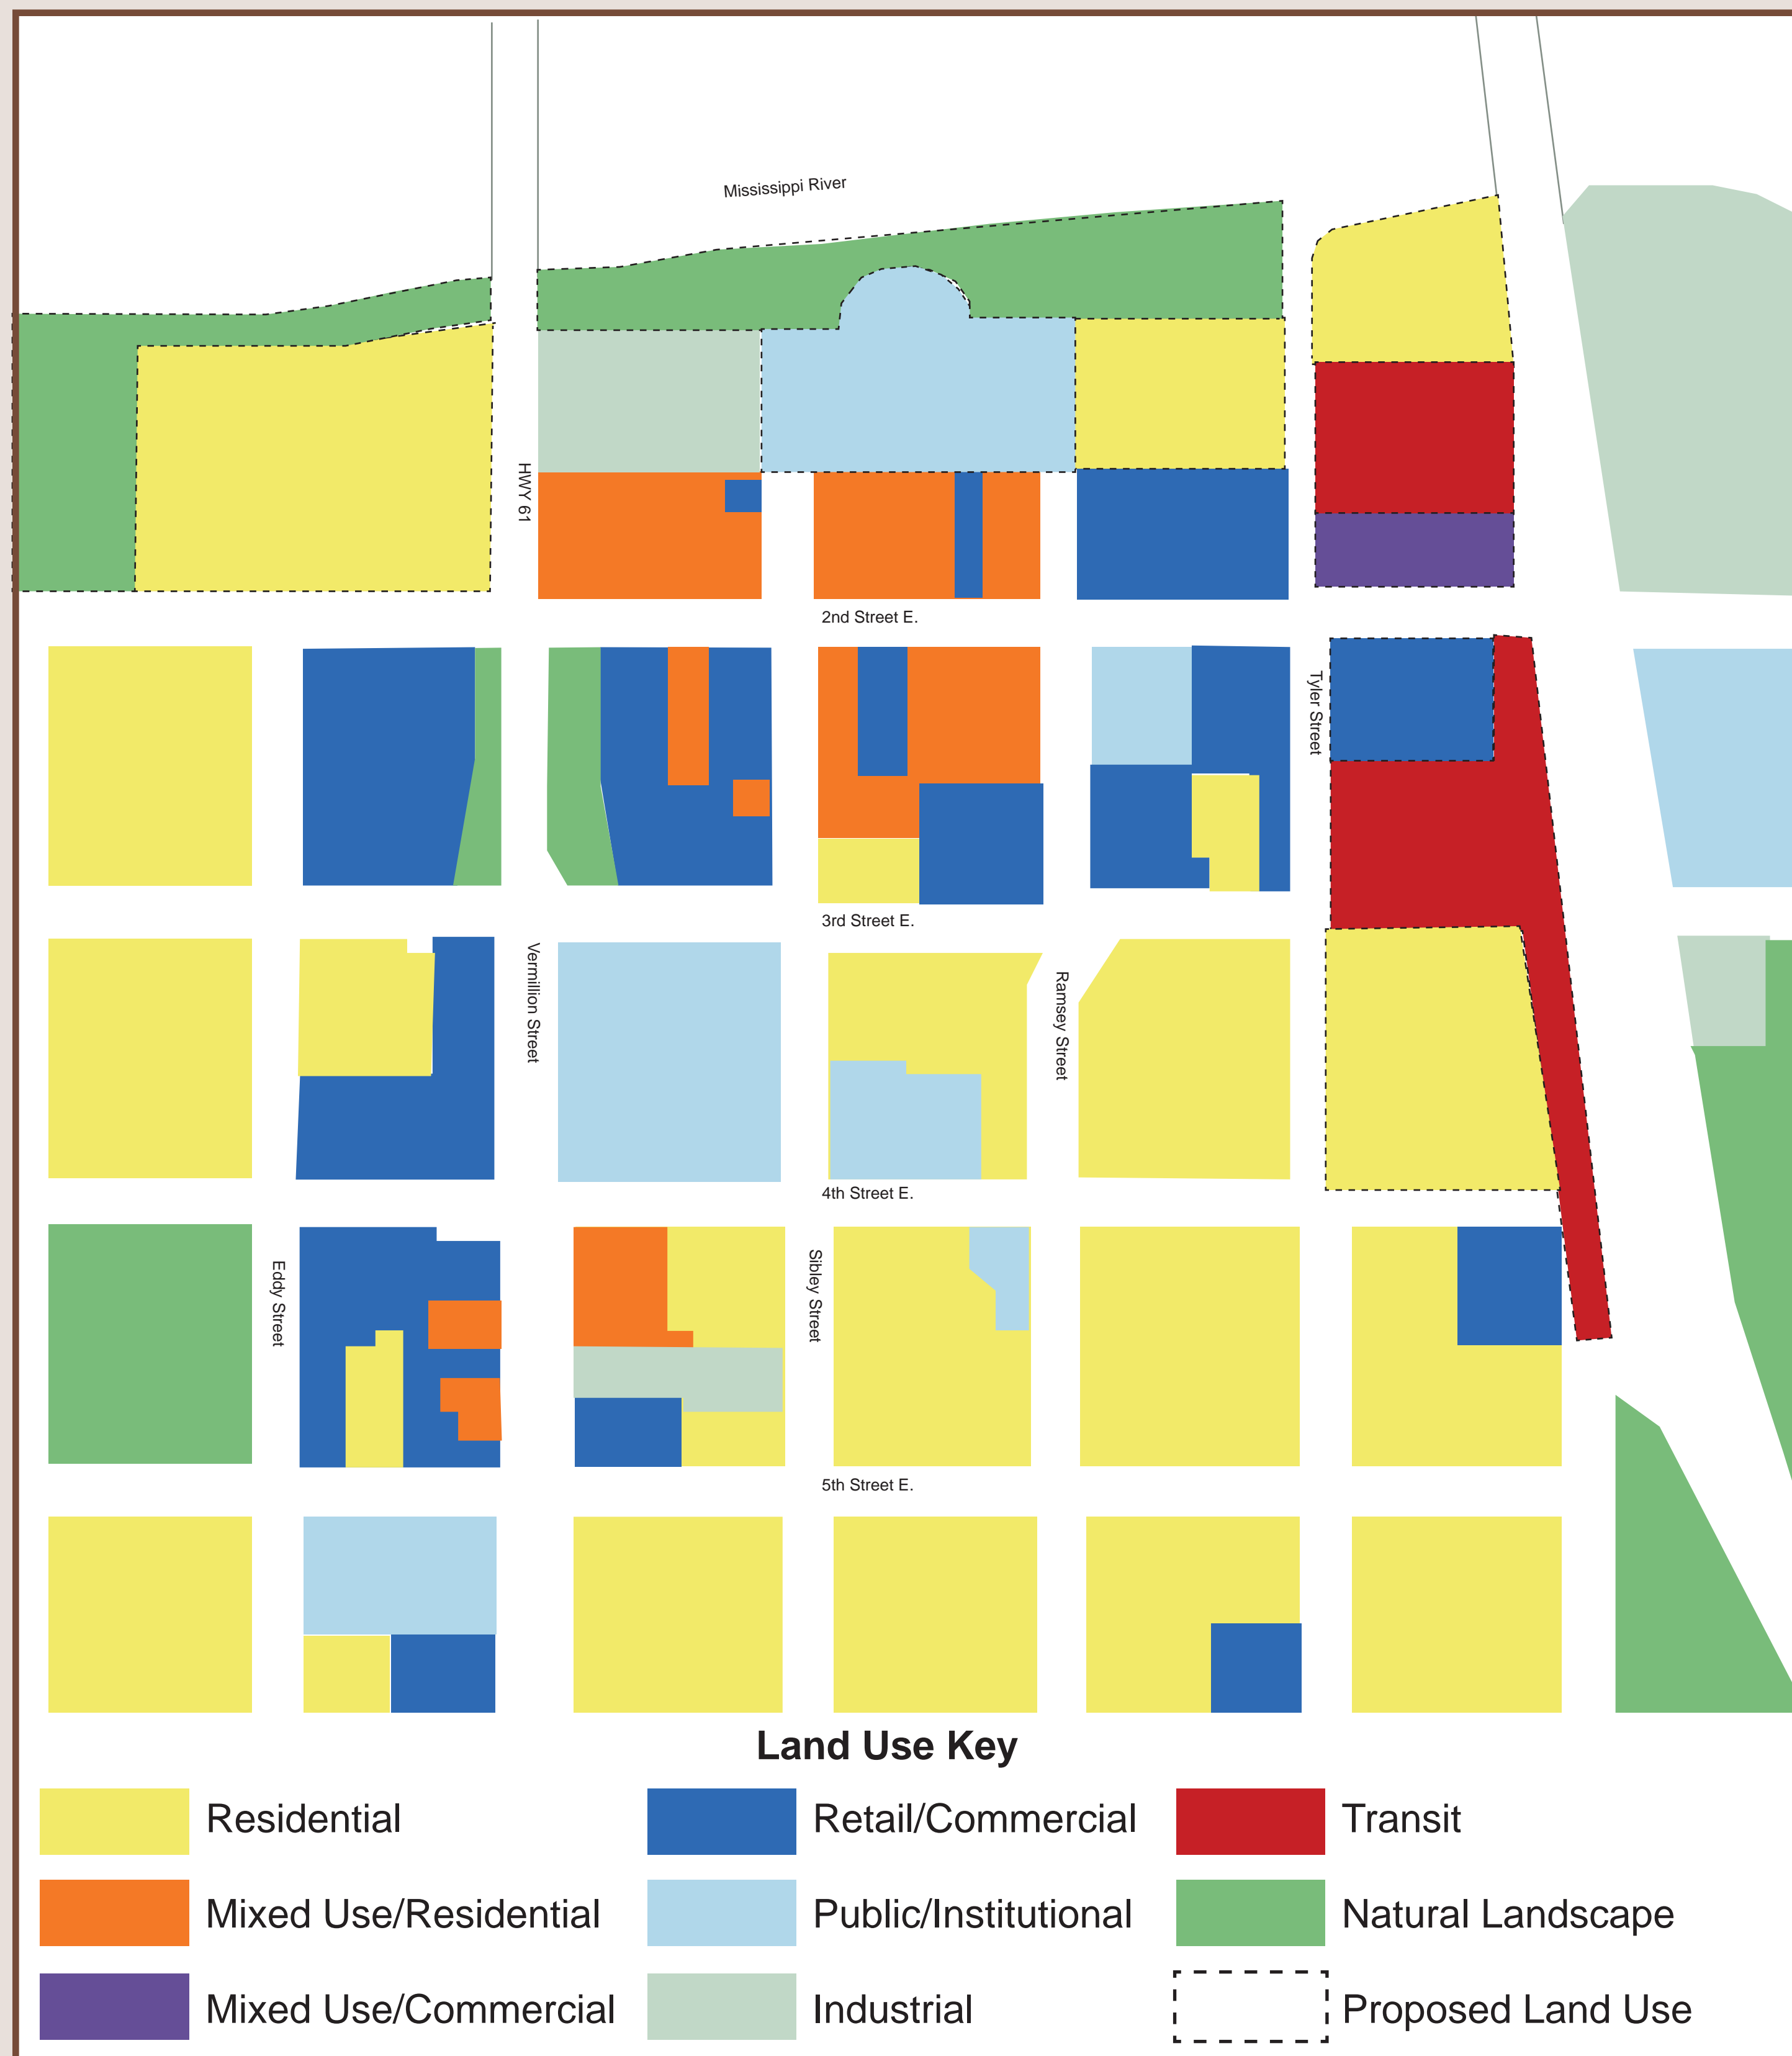 Mississippi River
HWY 61
2nd Street E.
Tyler Street
3rd Street E.
Vermillion Street
Ramsey Street
4th Street E.
Eddy Street
Sibley Street
5th Street E.
Land Use Key
Residential
Retail/Commercial
Transit
Mixed Use/Residential
Public/Institutional
Natural Landscape
Mixed Use/Commercial
Industrial
Proposed Land Use